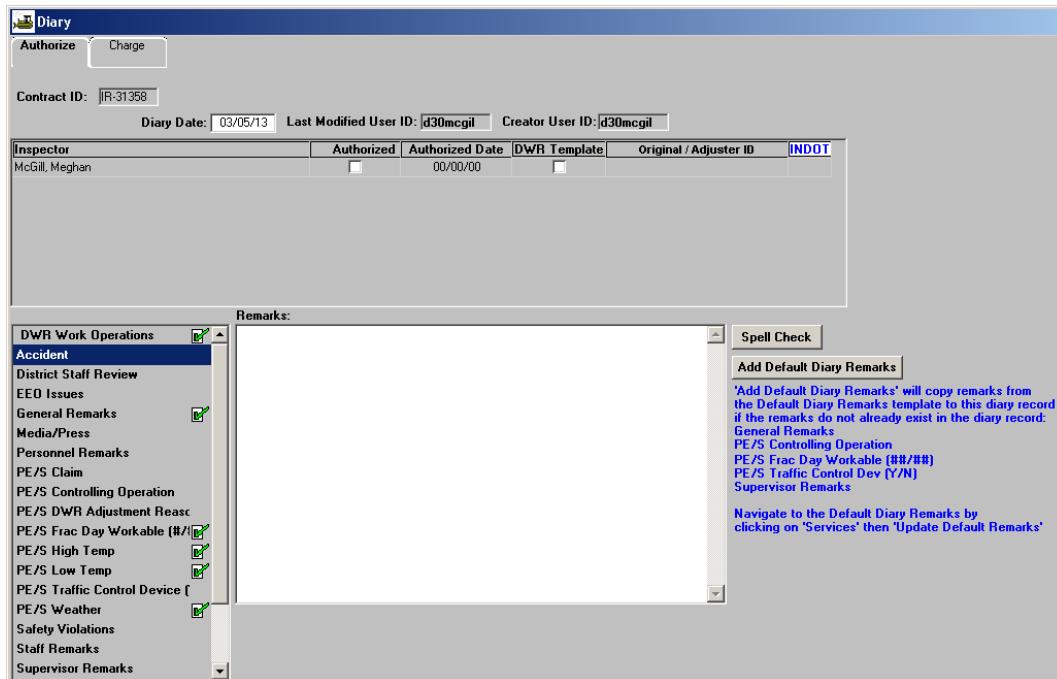 Diary
Authorize Charge
Contract ID: IR-31358
Diary Date: 03/05/13 Last Modified User ID: d30mcgil Creator User ID: d30mcgil
Inspector Authorized Authorized Date DWR Template Original / Adjuster ID INDOT
McGill, Meghan 00/00/00
Remarks:
DWR Work Operations
Accident
District Staff Review
EEO Issues
General Remarks
Media/Press
Personnel Remarks
PE/S Claim
PE/S Controlling Operation
PE/S DWR Adjustment Reasc
PE/S Frac Day Workable (#/
PE/S High Temp
PE/S Low Temp
PE/S Traffic Control Device (
PE/S Weather
Safety Violations
Staff Remarks
Supervisor Remarks
Spell Check
Add Default Diary Remarks
'Add Default Diary Remarks' will copy remarks from
the Default Diary Remarks template to this diary record
if the remarks do not already exist in the diary record:
General Remarks
PE/S Controlling Operation
PE/S Frac Day Workable (##/##)
PE/S Traffic Control Dev (Y/N)
Supervisor Remarks
Navigate to the Default Diary Remarks by
clicking on 'Services' then 'Update Default Remarks'